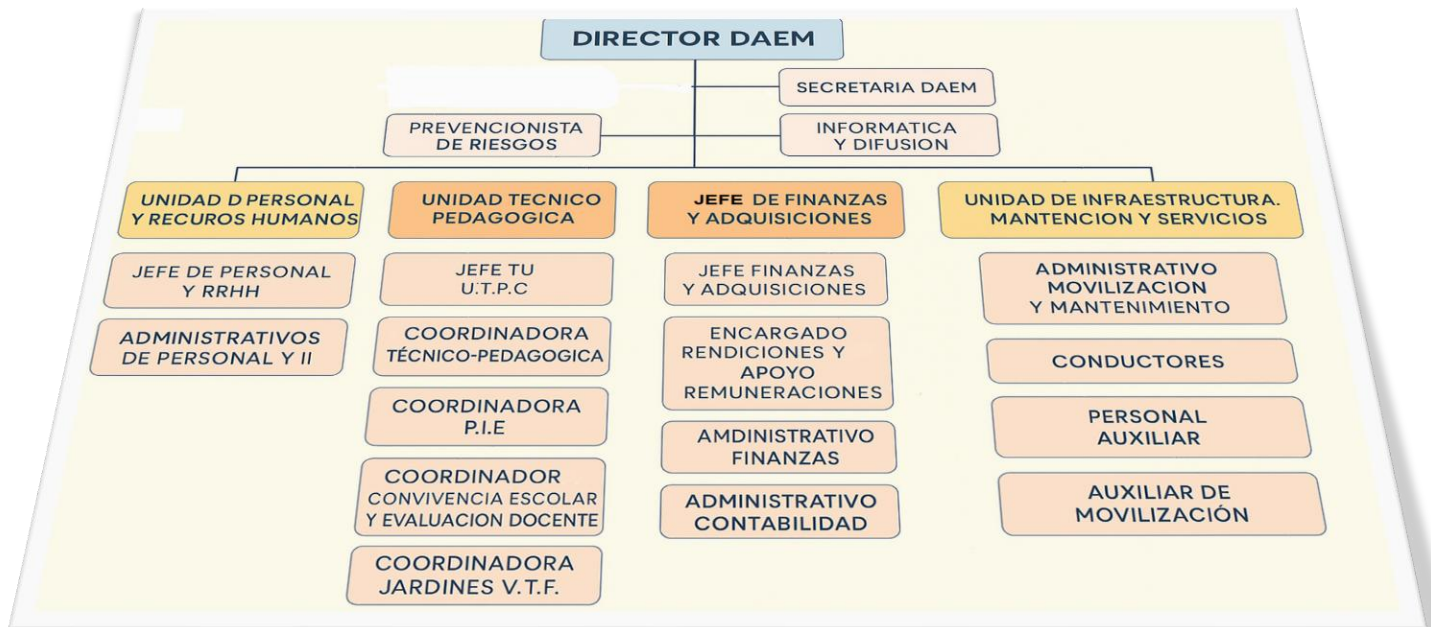 DIRECTOR DAEM
SECRETARIA DAEM
PREVENCIONISTA
DE RIESGOS
INFORMATICA
Y DIFUSION
UNIDAD D PERSONAL
Y RECUROS HUMANOS
UNIDAD TECNICO
PEDAGOGICA
JEFE DE FINANZAS
Y ADQUISICIONES
UNIDAD DE INFRAESTRUCTURA.
MANTENCION Y SERVICIOS
JEFE DE PERSONAL
Y RRHH
ADMINISTRATIVOS
DE PERSONAL Y II
JEFE TU
U.T.P.C
COORDINADORA
TÉCNICO-PEDAGOGICA
COORDINADORA
P.I.E
COORDINADOR
CONVIVENCIA ESCOLAR
Y EVALUACION DOCENTE
COORDINADORA
JARDINES V.T.F.
JEFE FINANZAS
Y ADQUISICIONES
ENCARGADO
RENDICIONES Y
APOYO
REMUNERACIONES
AMDINISTRATIVO
FINANZAS
ADMINISTRATIVO
CONTABILIDAD
ADMINISTRATIVO
MOVILIZACION
Y MANTENIMIENTO
CONDUCTORES
PERSONAL
AUXILIAR
AUXILIAR DE
MOVILIZACIÓN